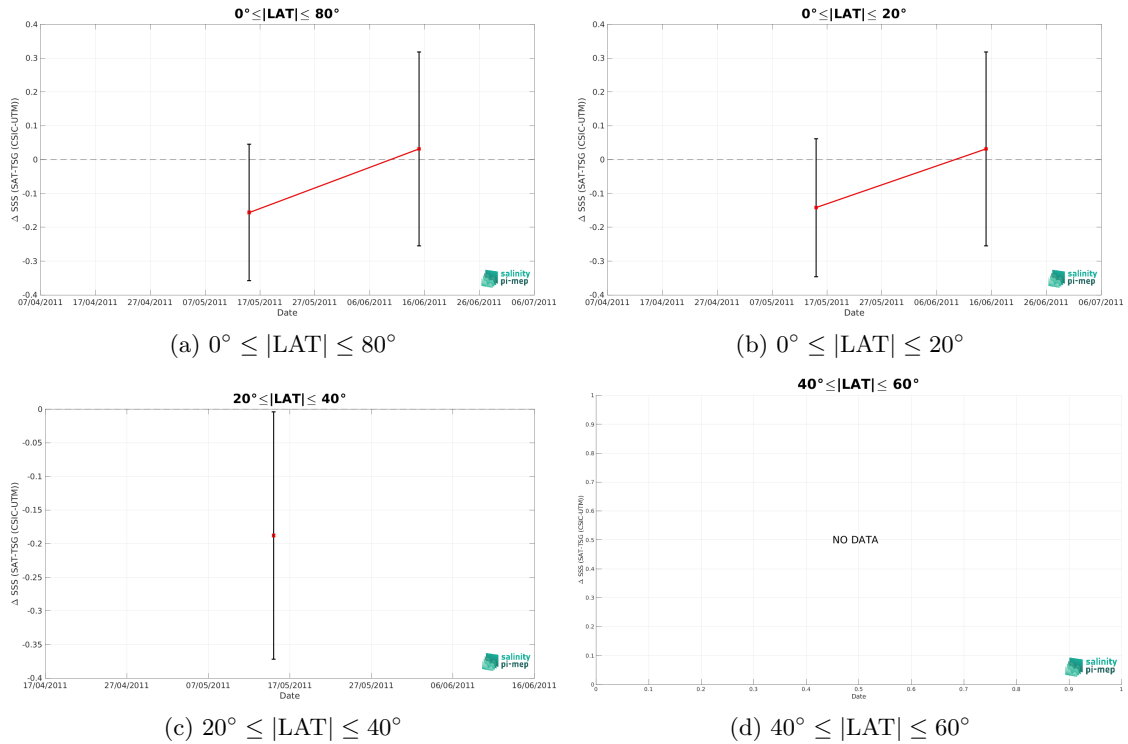 0°≤|LAT|≤ 80°
Δ SSS (SAT-TSG (CSIC-UTM))
0.4
0.3
0.2
0.1
0
-0.1
-0.2
-0.3
-0.4
07/04/2011 17/04/2011 27/04/2011 07/05/2011 17/05/2011 27/05/2011 06/06/2011 16/06/2011 26/06/2011 06/07/2011
Date
salinity
pi-mep
(a) 0° ≤ |LAT| ≤ 80°
0°≤|LAT|≤ 20°
Δ SSS (SAT-TSG (CSIC-UTM))
0.4
0.3
0.2
0.1
0
-0.1
-0.2
-0.3
-0.4
07/04/2011 17/04/2011 27/04/2011 07/05/2011 17/05/2011 27/05/2011 06/06/2011 16/06/2011 26/06/2011 06/07/2011
Date
salinity
pi-mep
(b) 0° ≤ |LAT| ≤ 20°
20°≤|LAT|≤ 40°
Δ SSS (SAT-TSG (CSIC-UTM))
0
-0.05
-0.1
-0.15
-0.2
-0.25
-0.3
-0.35
-0.4
17/04/2011 27/04/2011 07/05/2011 17/05/2011 27/05/2011 06/06/2011 16/06/2011
Date
salinity
pi-mep
(c) 20° ≤ |LAT| ≤ 40°
40°≤|LAT|≤ 60°
Δ SSS (SAT-TSG (CSIC-UTM))
1
0.9
0.8
0.7
0.6
0.5
0.4
0.3
0.2
0.1
0
NO DATA
0 0.1 0.2 0.3 0.4 0.5 0.6 0.7 0.8 0.9 1
Date
salinity
pi-mep
(d) 40° ≤ |LAT| ≤ 60°